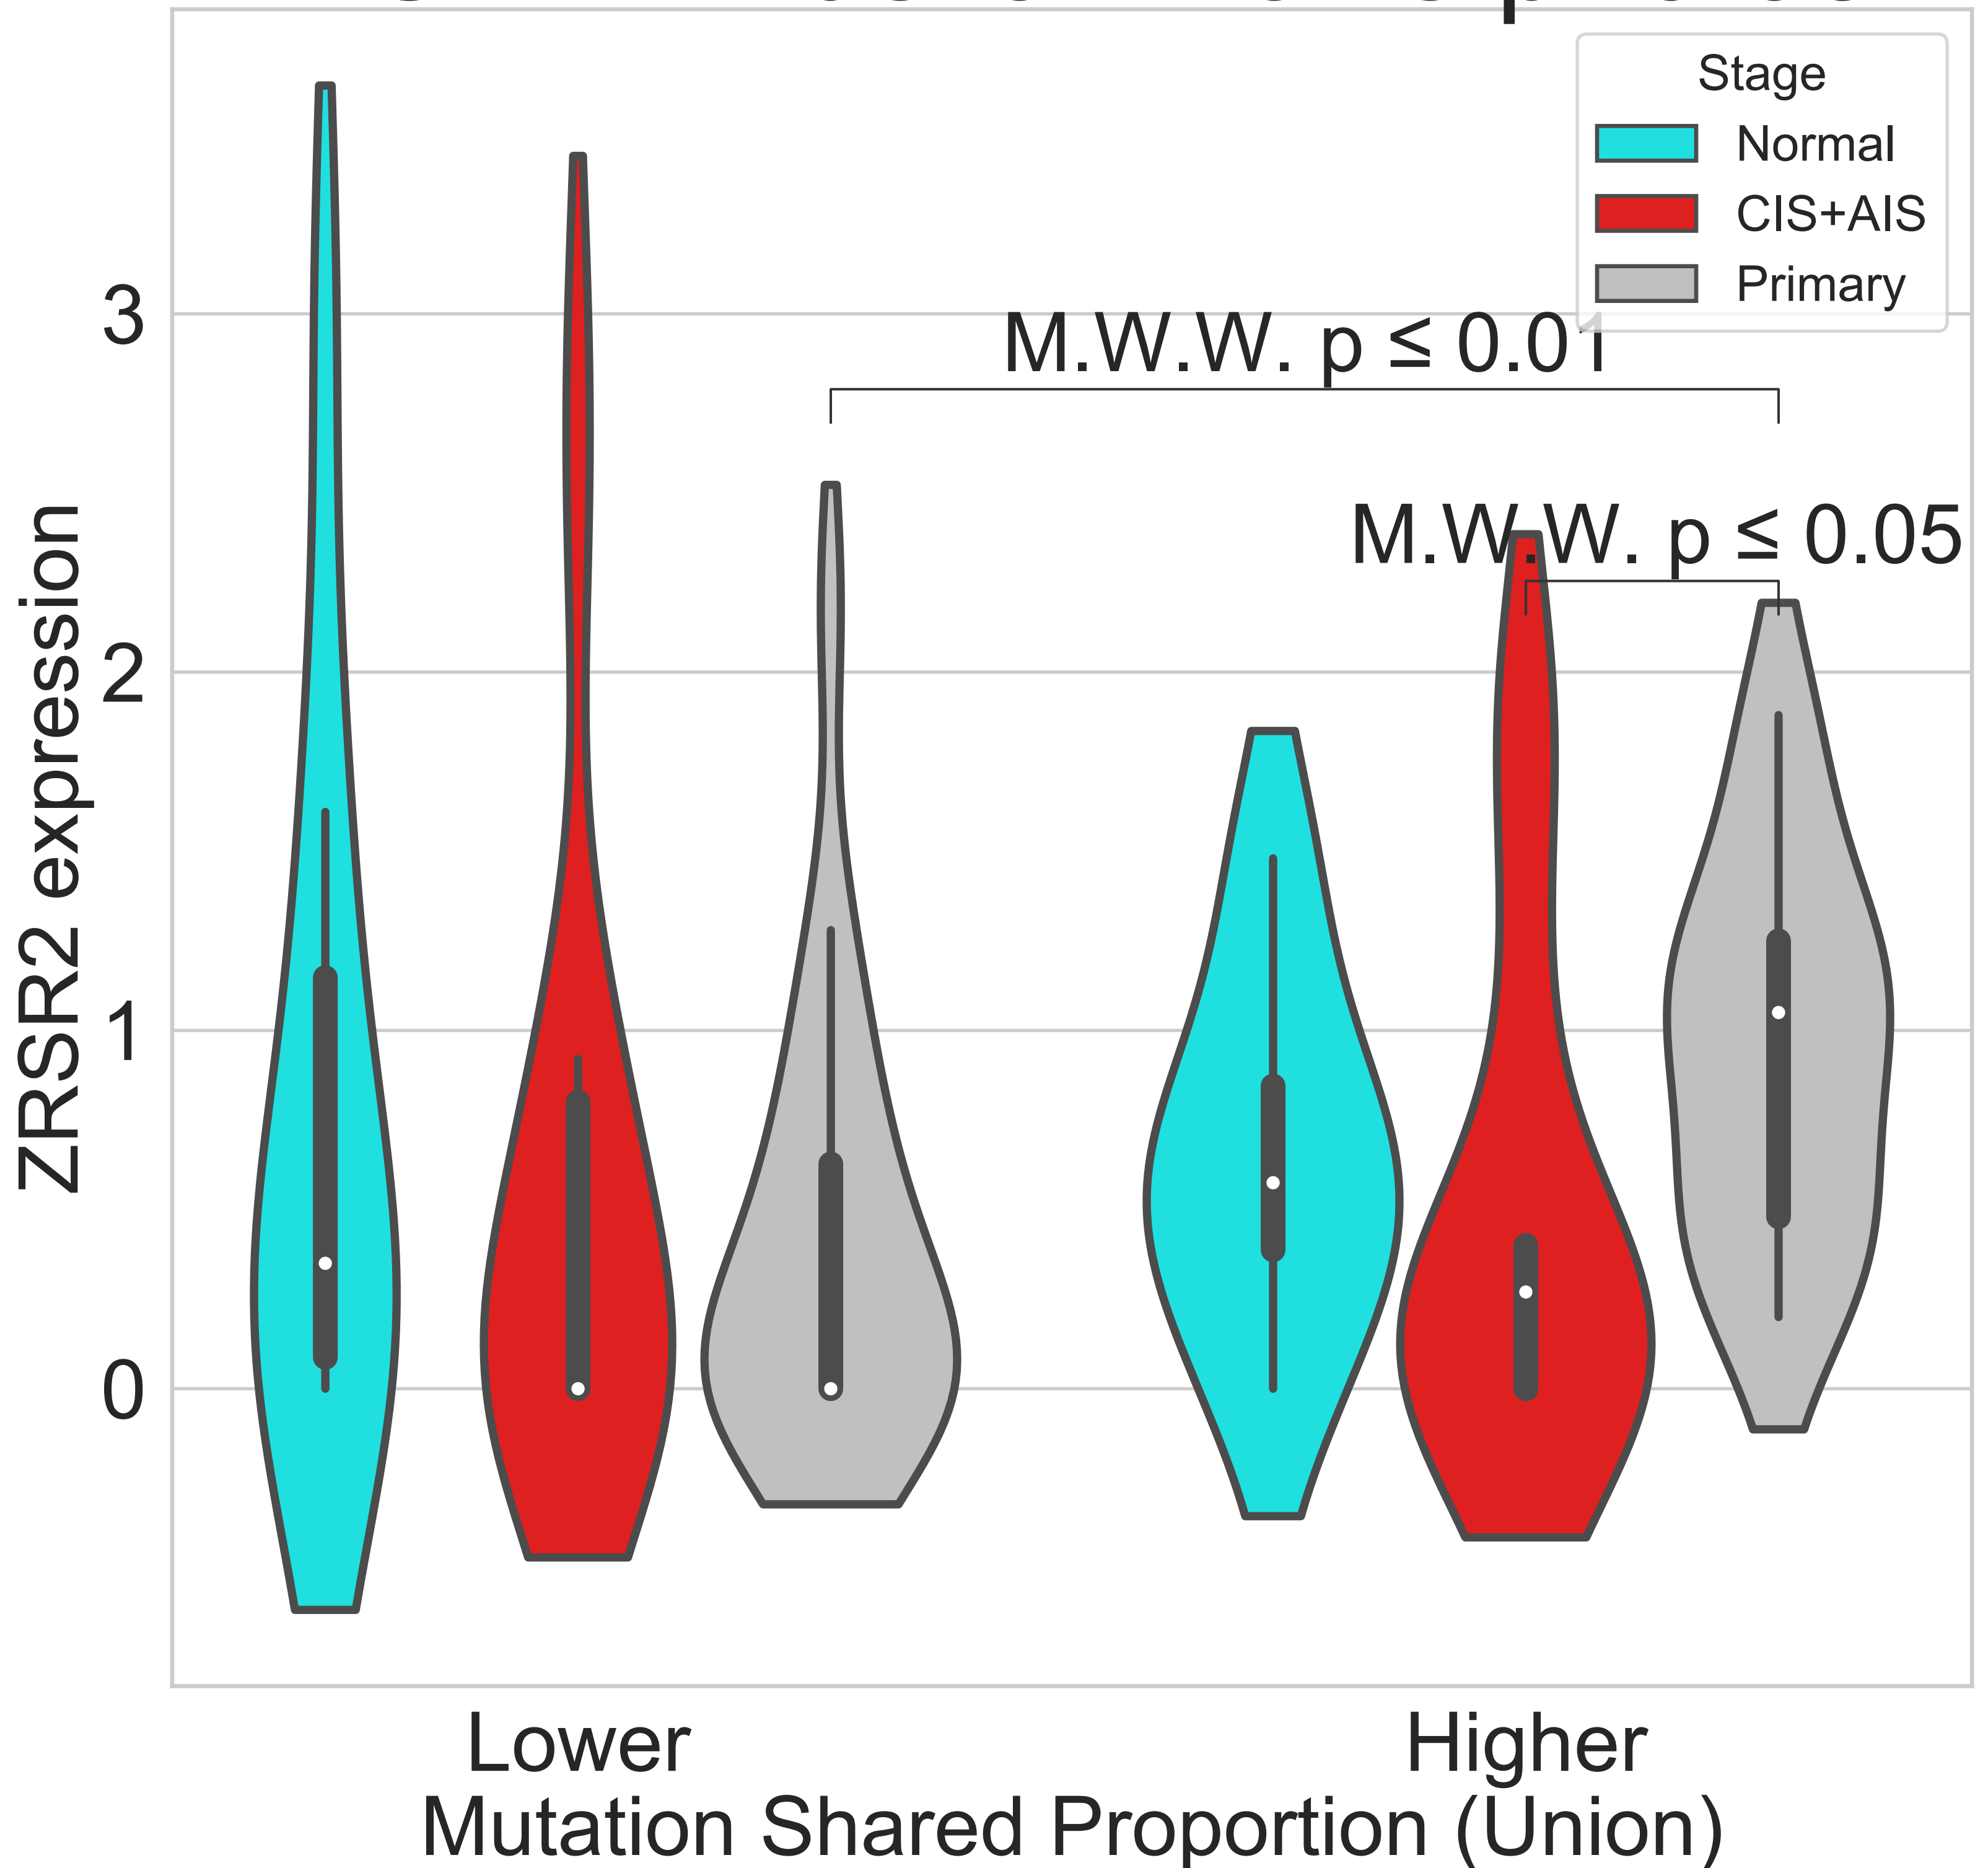 Stage
Normal
CIS+AIS
Primary
M.W.W. p ≤ 0.01
M.W.W. p ≤ 0.05
3
2
1
0
ZRSR2 expression
Lower
Higher
Mutation Shared Proportion (Union)